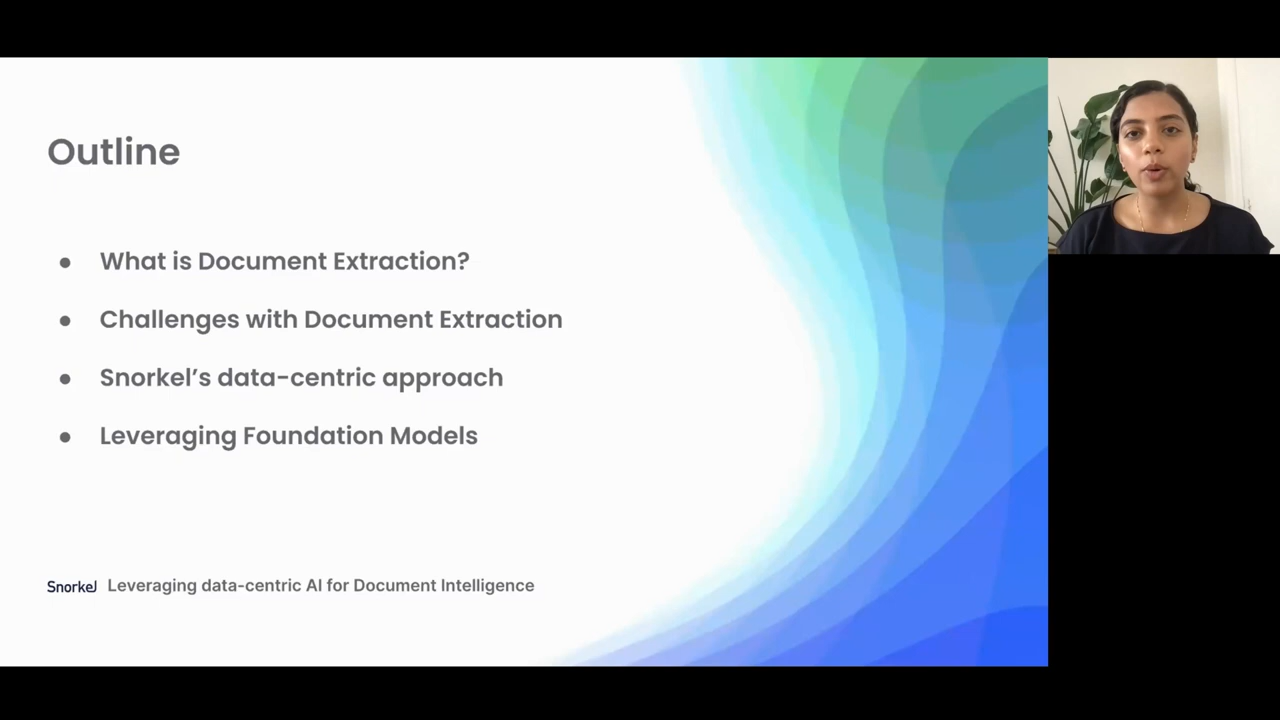 Outline
● What is Document Extraction?
● Challenges with Document Extraction
● Snorkel's data-centric approach
● Leveraging Foundation Models
Snorkel Leveraging data-centric AI for Document Intelligence